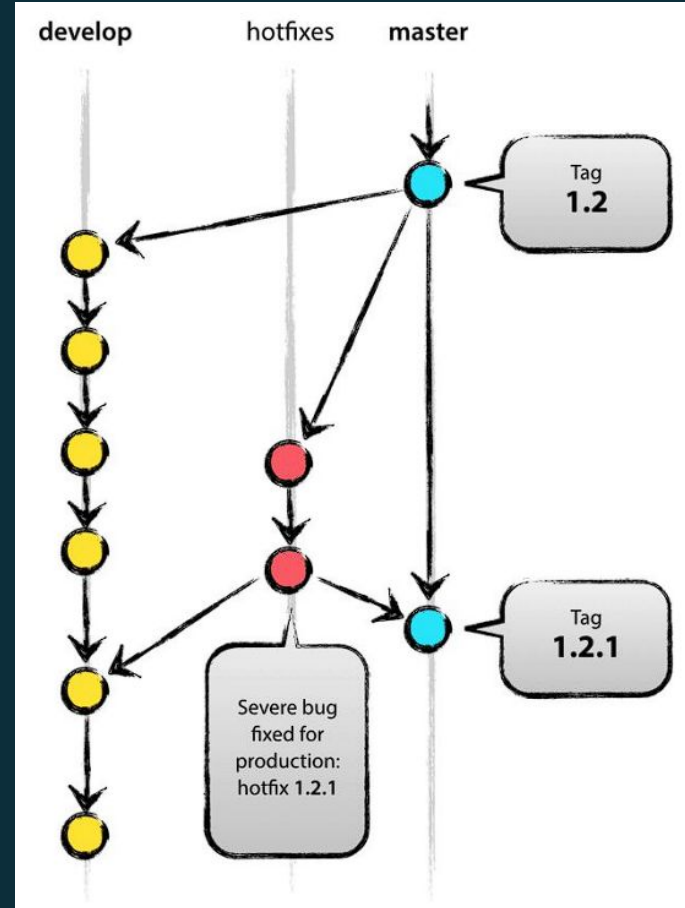 develop
hotfixes
master
Tag
1.2
Tag
1.2.1
Severe bug
fixed for
production:
hotfix 1.2.1